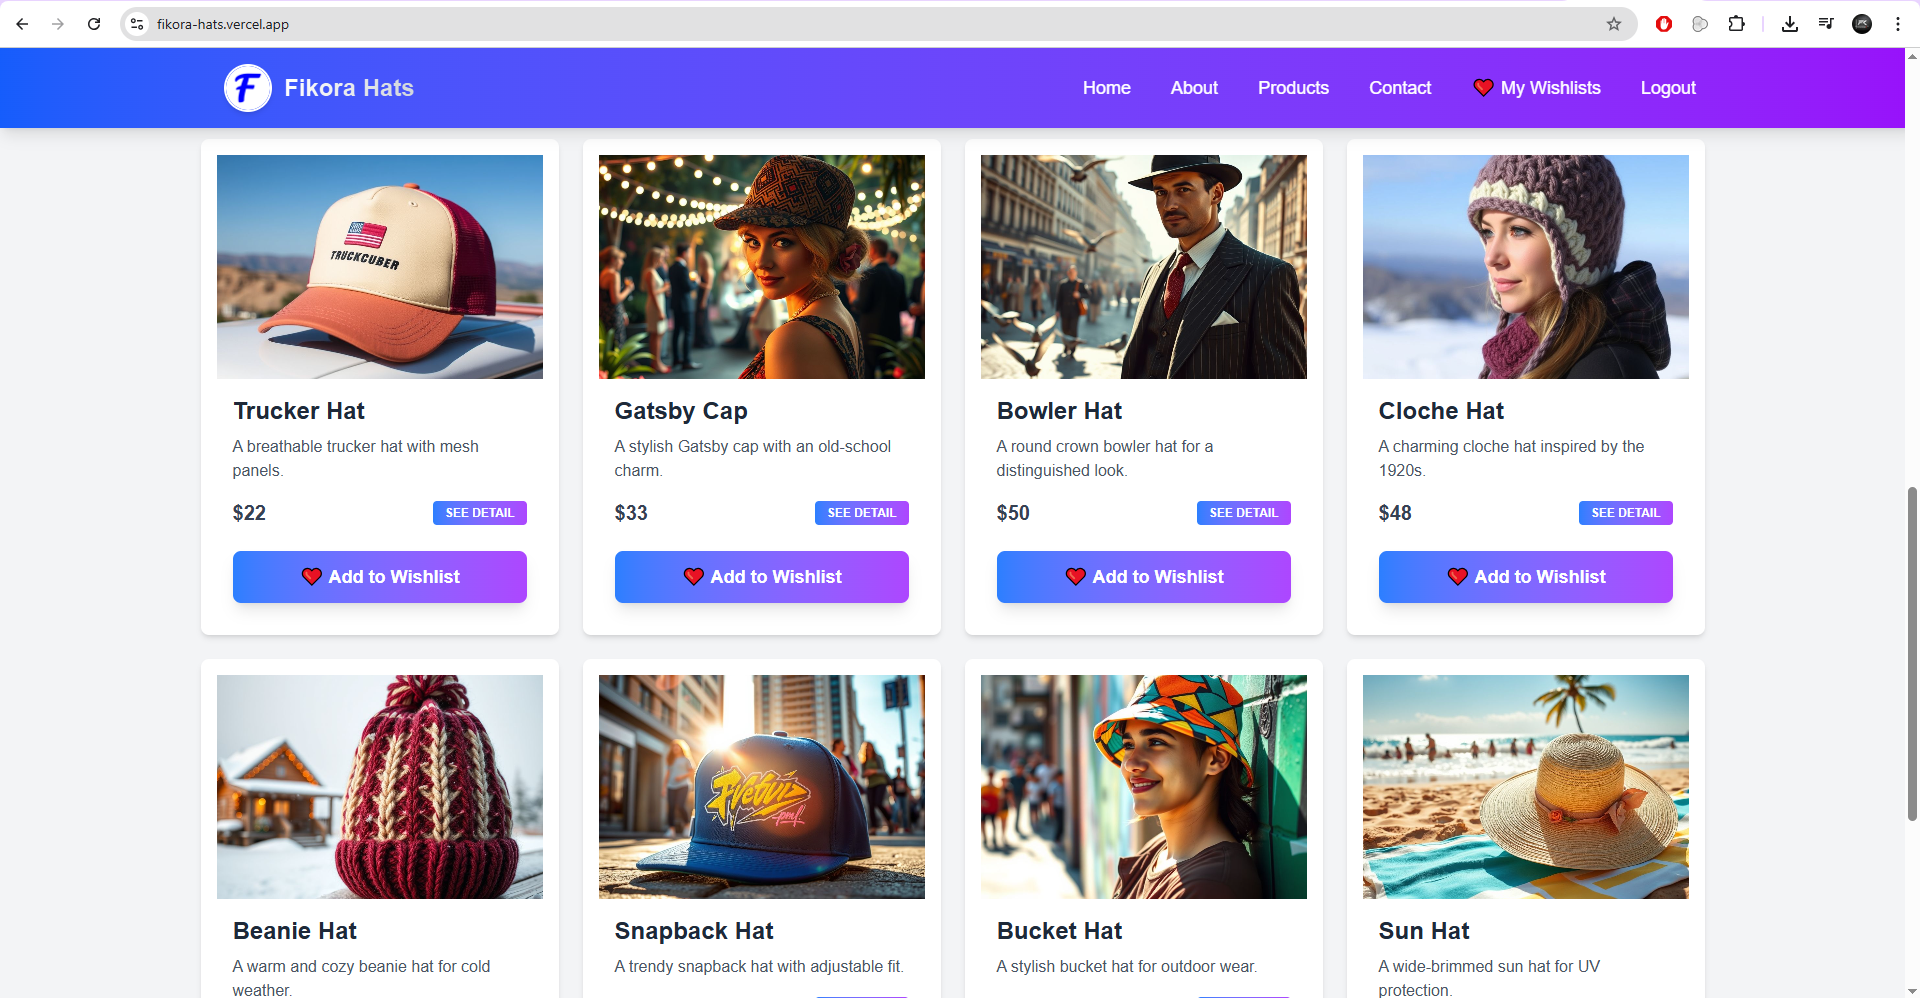 fikora-hats.vercel.app
F Fikora Hats Home About Products Contact My Wishlists Logout
TRUCKCUBER
Trucker Hat
A breathable trucker hat with mesh
panels.
$22 SEE DETAIL
Add to Wishlist
Gatsby Cap
A stylish Gatsby cap with an old-school
charm.
$33 SEE DETAIL
Add to Wishlist
Bowler Hat
A round crown bowler hat for a
distinguished look.
$50 SEE DETAIL
Add to Wishlist
Cloche Hat
A charming cloche hat inspired by the
1920s.
$48 SEE DETAIL
Add to Wishlist
Beanie Hat
A warm and cozy beanie hat for cold
weather.
Snapback Hat
A trendy snapback hat with adjustable fit.
Bucket Hat
A stylish bucket hat for outdoor wear.
Sun Hat
A wide-brimmed sun hat for UV
protection.